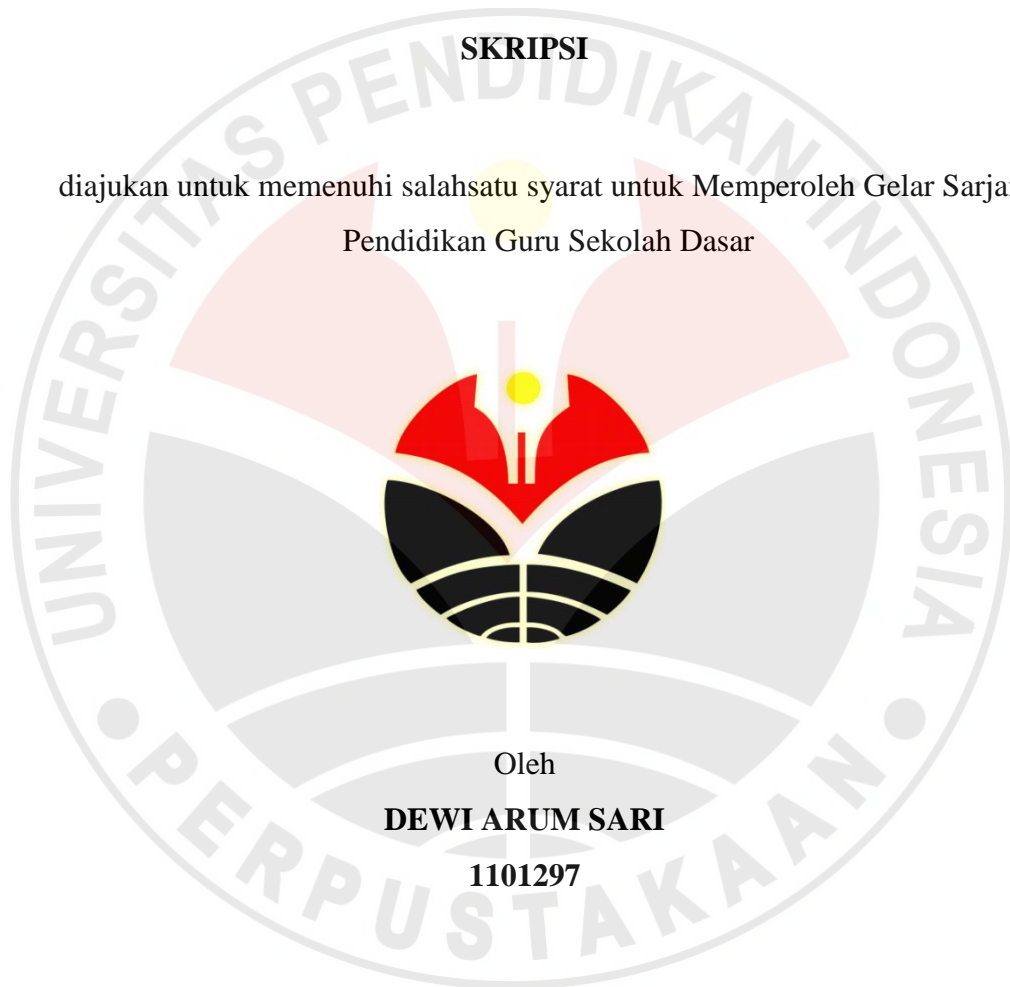 SKRIPSI
diajukan untuk memenuhi salahsatu syarat untuk Memperoleh Gelar
Pendidikan Guru Sekolah Dasar
Oleh
DEWI ARUM SARI
1101297
UNIVERSITAS PENDIDIKAN INDONESIA
PERPUSTAKAAN